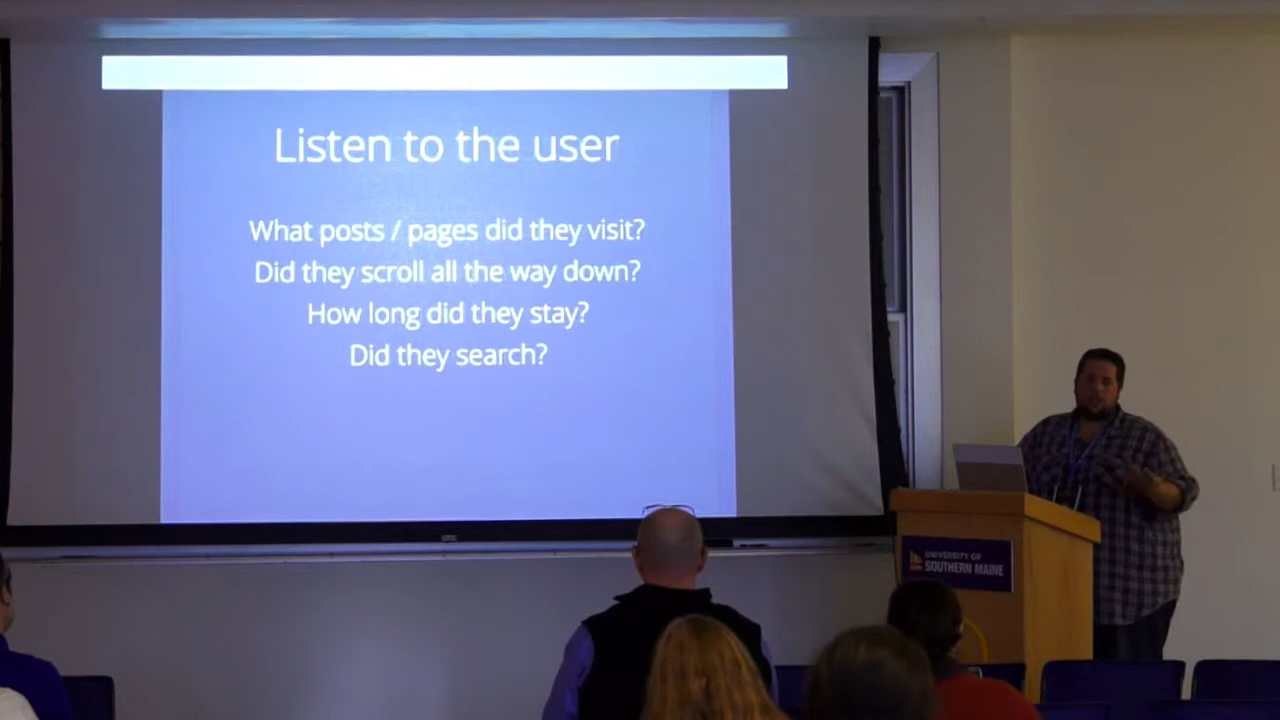 Listen to the user
What posts / pages did they visit?
Did they scroll all the way down?
How long did they stay?
Did they search?
UNIVERSITY OF
SOUTHERN MAINE